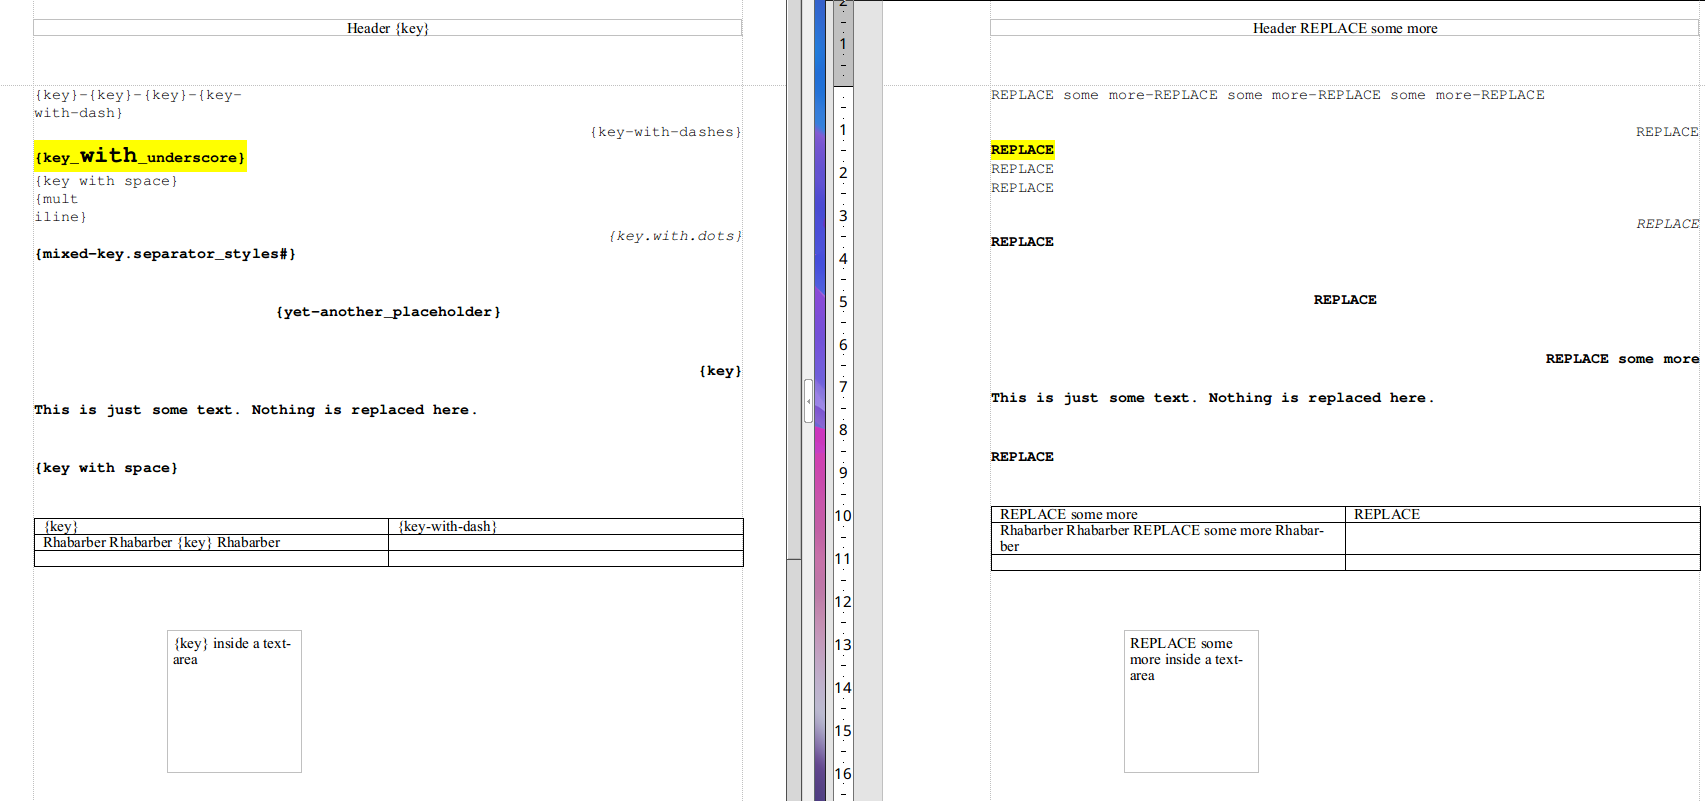 Header {key}
{key}-{key}-{key}-{key-
with-dash}
{key-with-dashes}
{key_with_underscore}
{key with space}
{mult
iline}
{key.with.dots}
{mixed-key.separator_styles#}
{yet-another_placeholder}
{key}
This is just some text. Nothing is replaced here.
{key with space}
{key}
{key-with-dash}
Rhabarber Rhabarber {key} Rhabarber
{key} inside a text-
area
2
1
1
2
3
4
5
6
7
8
9
10
11
12
13
14
15
16
Header REPLACE some more
REPLACE some more-REPLACE some more-REPLACE some more-REPLACE
REPLACE
REPLACE
REPLACE
REPLACE
REPLACE
REPLACE
REPLACE
REPLACE some more
This is just some text. Nothing is replaced here.
REPLACE
REPLACE some more
REPLACE
Rhabarber Rhabarber REPLACE some more Rhabar-
ber
REPLACE some
more inside a text-
area